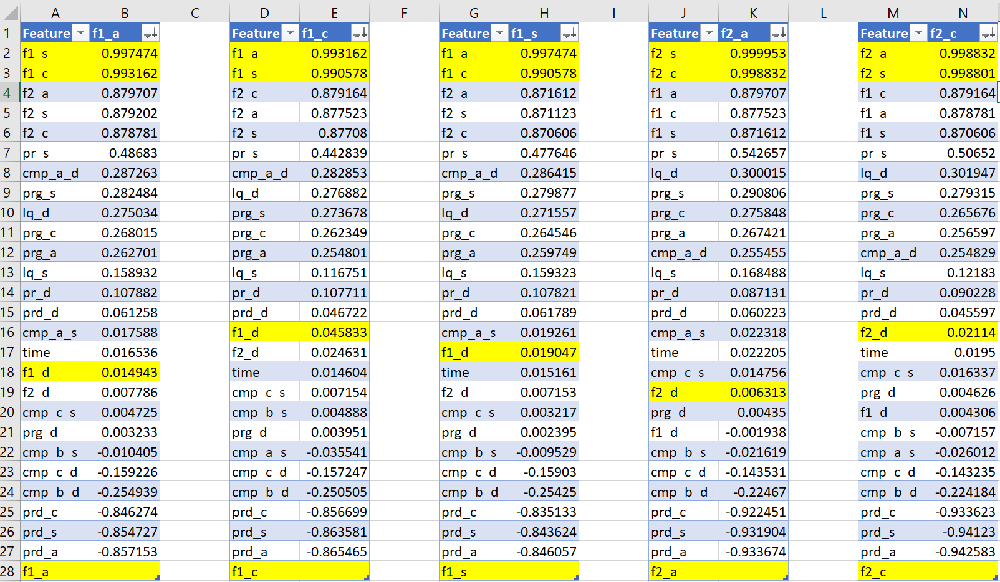 A B C D E F G H I J K L M N
1 Feature f1_a Feature f1_c Feature f1_s Feature f2_a Feature f2_c
2 f1_s 0.997474 f1_a 0.993162 f1_a 0.997474 f2_s 0.999953 f2_a 0.998832
3 f1_c 0.993162 f1_s 0.990578 f1_c 0.990578 f2_c 0.998832 f2_s 0.998801
4 f2_a 0.879707 f2_c 0.879164 f2_a 0.871612 f1_a 0.879707 f1_c 0.879164
5 f2_s 0.879202 f2_a 0.877523 f2_s 0.871123 f1_c 0.877523 f1_a 0.878781
6 f2_c 0.878781 f2_s 0.87708 f2_c 0.870606 f1_s 0.871612 f1_s 0.870606
7 pr_s 0.48683 pr_s 0.442839 pr_s 0.477646 pr_s 0.542657 pr_s 0.50652
8 cmp_a_d 0.287263 cmp_a_d 0.282853 cmp_a_d 0.286415 lq_d 0.300015 lq_d 0.301947
9 prg_s 0.282484 lq_d 0.276882 prg_s 0.279877 prg_s 0.290806 prg_s 0.279315
10 lq_d 0.275034 prg_s 0.273678 lq_d 0.271557 prg_c 0.275848 prg_c 0.265676
11 prg_c 0.268015 prg_c 0.262349 prg_c 0.264546 prg_a 0.267421 prg_a 0.256597
12 prg_a 0.262701 prg_a 0.254801 prg_a 0.259749 cmp_a_d 0.255455 cmp_a_d 0.254829
13 lq_s 0.158932 lq_s 0.116751 lq_s 0.159323 lq_s 0.168488 lq_s 0.12183
14 pr_d 0.107882 pr_d 0.107711 pr_d 0.107821 pr_d 0.087131 pr_d 0.090228
15 prd_d 0.061258 prd_d 0.046722 prd_d 0.061789 prd_d 0.060223 prd_d 0.045597
16 cmp_a_s 0.017588 f1_d 0.045833 cmp_a_s 0.019261 cmp_a_s 0.022318 f2_d 0.02114
17 time 0.016536 f2_d 0.024631 f1_d 0.019047 time 0.022205 time 0.0195
18 f1_d 0.014943 time 0.014604 time 0.015161 cmp_c_s 0.014756 cmp_c_s 0.016337
19 f2_d 0.007786 cmp_c_s 0.007154 f2_d 0.007153 f2_d 0.006313 prg_d 0.004626
20 cmp_c_s 0.004725 cmp_b_s 0.004888 cmp_c_s 0.003217 prg_d 0.00435 f1_d 0.004306
21 prg_d 0.003233 prg_d 0.003951 prg_d 0.002395 f1_d -0.001938 cmp_b_s -0.007157
22 cmp_b_s -0.010405 cmp_a_s -0.035541 cmp_b_s -0.009529 cmp_b_s -0.021619 cmp_a_s -0.026012
23 cmp_c_d -0.159226 cmp_c_d -0.157247 cmp_c_d -0.15903 cmp_c_d -0.143531 cmp_c_d -0.143235
24 cmp_b_d -0.254939 cmp_b_d -0.250505 cmp_b_d -0.25425 cmp_b_d -0.22467 cmp_b_d -0.224184
25 prd_c -0.846274 prd_c -0.856699 prd_c -0.835133 prd_c -0.922451 prd_c -0.933623
26 prd_s -0.854727 prd_s -0.863581 prd_s -0.843624 prd_s -0.931904 prd_s -0.94123
27 prd_a -0.857153 prd_a -0.865465 prd_a -0.846057 prd_a -0.933674 prd_a -0.942583
28 f1_a f1_c f1_s f2_a f2_c